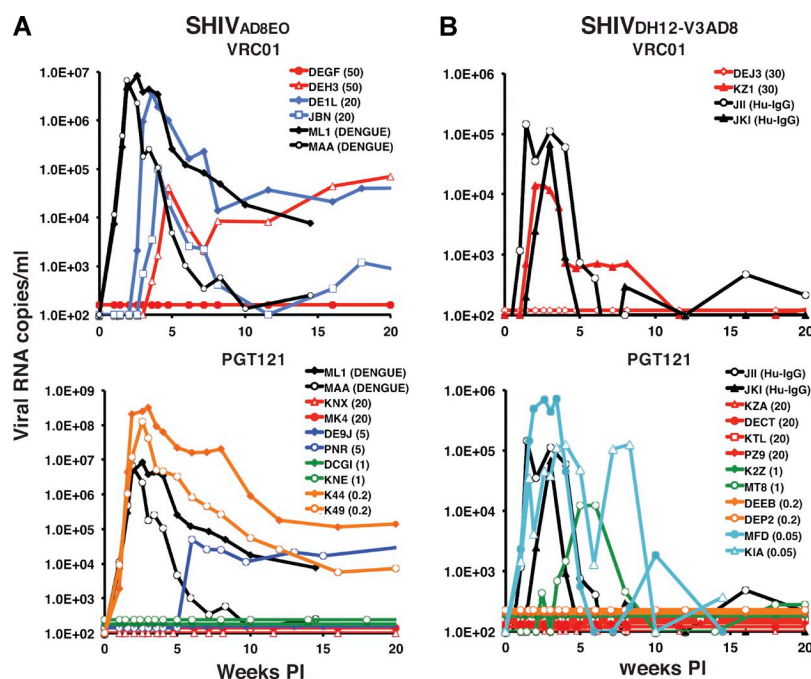 A
SHIVAD8EO
VRC01
1.0E+07
1.0E+06
1.0E+05
1.0E+04
1.0E+03
1.0E+02
0 5 10 15 20
DEGF (50)
DEH3 (50)
DE1L (20)
JBN (20)
ML1 (DENGUE)
MAA (DENGUE)
B
SHIVDH12-V3AD8
VRC01
1.0E+06
1.0E+05
1.0E+04
1.0E+03
1.0E+02
0 5 10 15 20
DEJ3 (30)
KZ1 (30)
JII (Hu-IgG)
JKI (Hu-IgG)
Viral RNA copies/ml
PGT121
1.0E+09
1.0E+08
1.0E+07
1.0E+06
1.0E+05
1.0E+04
1.0E+03
1.0E+02
0 5 10 15 20
Weeks PI
ML1 (DENGUE)
MAA (DENGUE)
KNX (20)
MK4 (20)
DE9J (5)
PNR (5)
DCGI (1)
KNE (1)
K44 (0.2)
K49 (0.2)
PGT121
1.0E+06
1.0E+05
1.0E+04
1.0E+03
1.0E+02
0 5 10 15 20
weeks PI
JII (Hu-IgG)
JKI (Hu-IgG)
KZA (20)
DECT (20)
KTL (20)
PZ9 (20)
K2Z (1)
MT8 (1)
DEEB (0.2)
DEP2 (0.2)
MFD (0.05)
KIA (0.05)